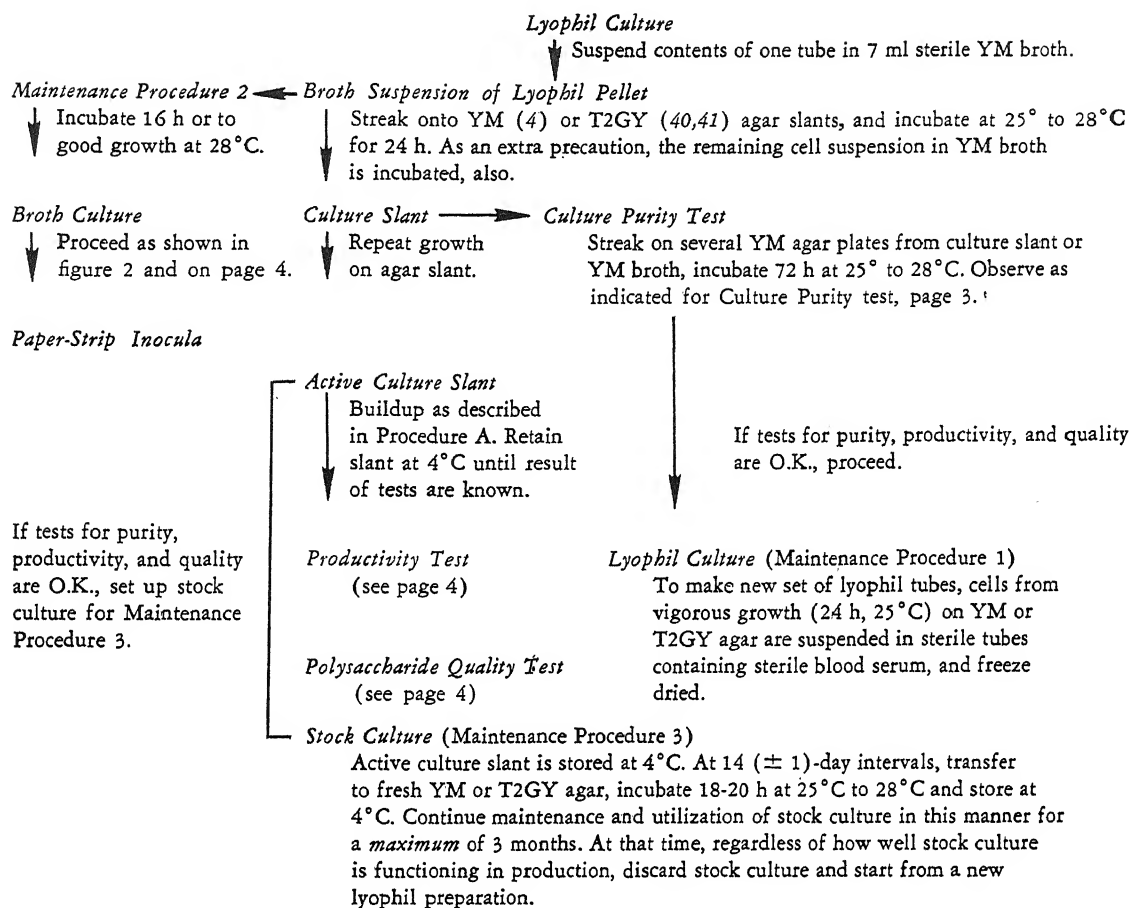 Lyophil Culture
Suspend contents of one tube in 7 ml sterile YM broth.
Maintenance Procedure 2
Broth Suspension of Lyophil Pellet
Incubate 16 h or to
good growth at 28°C.
Streak onto YM (4) or T2GY (40,41) agar slants, and incubate at 25° to 28°C
for 24 h. As an extra precaution, the remaining cell suspension in YM broth
is incubated, also.
Broth Culture
Proceed as shown in
figure 2 and on page 4.
Culture Slant
Repeat growth
on agar slant.
Culture Purity Test
Streak on several YM agar plates from culture slant or
YM broth, incubate 72 h at 25° to 28°C. Observe as
indicated for Culture Purity test, page 3.
Paper-Strip Inocula
Active Culture Slant
Buildup as described
in Procedure A. Retain
slant at 4°C until result
of tests are known.
If tests for purity, productivity, and quality
are O.K., proceed.
If tests for purity,
productivity, and quality
are O.K., set up stock
culture for Maintenance
Procedure 3.
Productivity Test
(see page 4)
Polysaccharide Quality Test
(see page 4)
Lyophil Culture (Maintenance Procedure 1)
To make new set of lyophil tubes, cells from
vigorous growth (24 h, 25°C) on YM or
T2GY agar are suspended in sterile tubes
containing sterile blood serum, and freeze
dried.
Stock Culture (Maintenance Procedure 3)
Active culture slant is stored at 4°C. At 14 (± 1)-day intervals, transfer
to fresh YM or T2GY agar, incubate 18-20 h at 25°C to 28°C and store at
4°C. Continue maintenance and utilization of stock culture in this manner for
a maximum of 3 months. At that time, regardless of how well stock culture
is functioning in production, discard stock culture and start from a new
lyophil preparation.